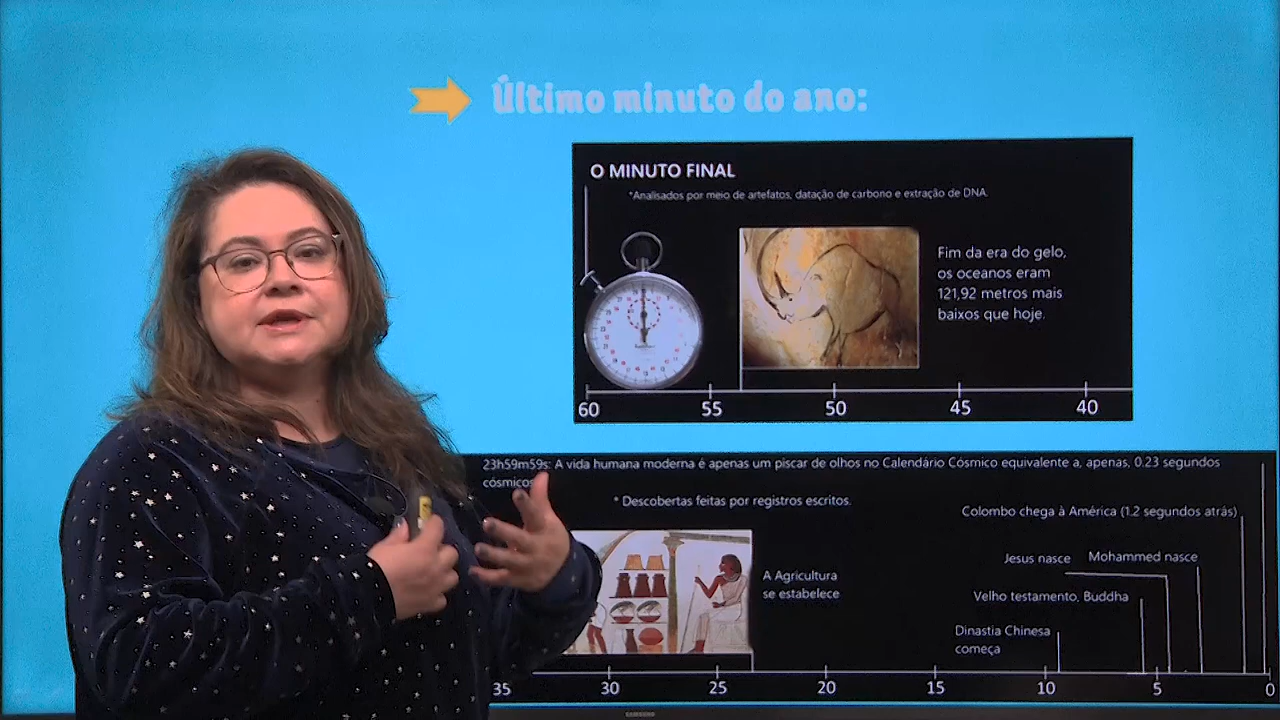 Último minuto do ano:
O MINUTO FINAL
*Analisados por meio de artefatos, datação de carbono e extração de DNA.
Fim da era do gelo,
os oceanos eram
121,92 metros mais
baixos que hoje.
60 55 50 45 40
23h59m59s: A vida humana moderna é apenas um piscar de olhos no Calendário Cósmico equivalente a, apenas, 0.23 segundos
cósmicos
* Descobertas feitas por registros escritos.
Colombo chega à América (1.2 segundos atrás)
Jesus nasce Mohammed nasce
A Agricultura
se estabelece
Velho testamento, Buddha
Dinastia Chinesa
começa
35 30 25 20 15 10 5 0
SAMSUNG